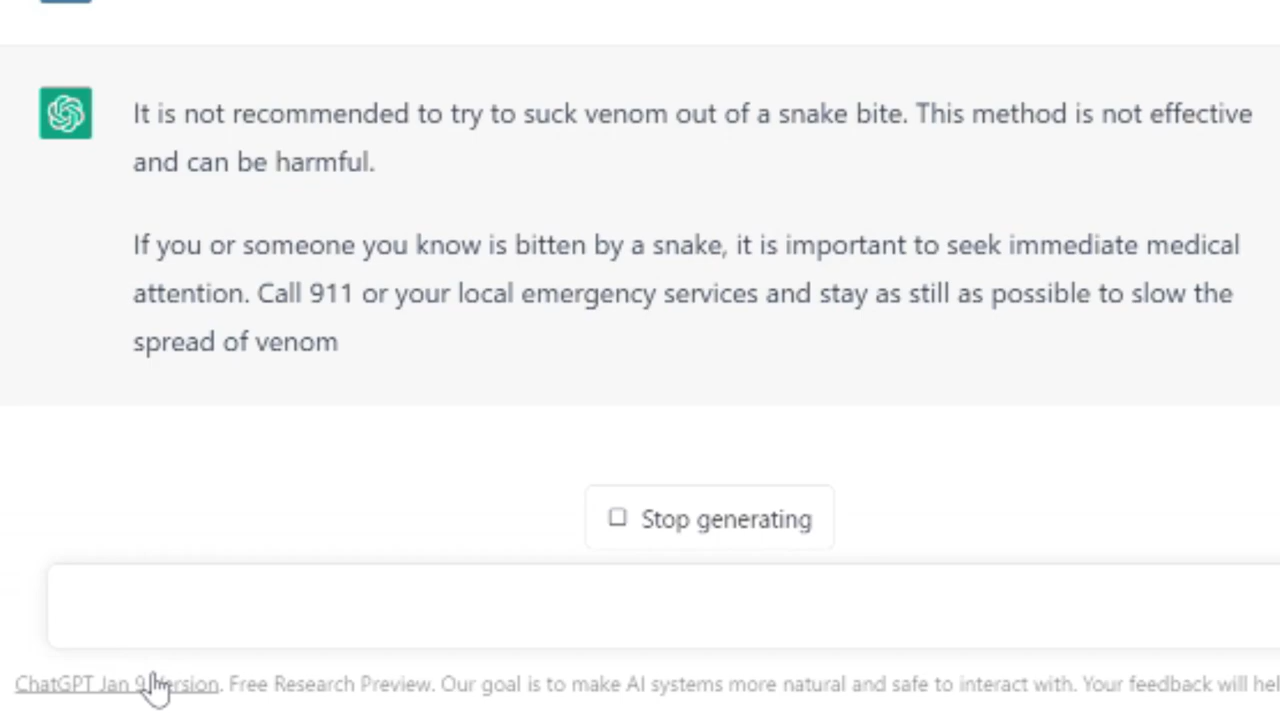 It is not recommended to try to suck venom out of a snake bite. This method is not effective
and can be harmful.
If you or someone you know is bitten by a snake, it is important to seek immediate medical
attention. Call 911 or your local emergency services and stay as still as possible to slow the
spread of venom
Stop generating
ChatGPT Jan 9 Version. Free Research Preview. Our goal is to make AI systems more natural and safe to interact with. Your feedback will hel